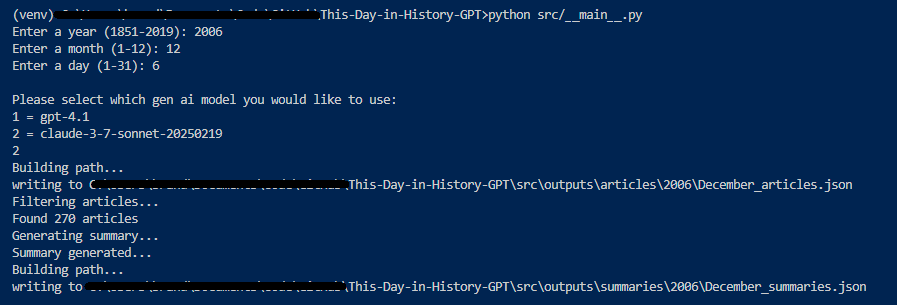 (venv) This-Day-in-History-GPT>python src/__main__.py
Enter a year (1851-2019): 2006
Enter a month (1-12): 12
Enter a day (1-31): 6
Please select which gen ai model you would like to use:
1 = gpt-4.1
2 = claude-3-7-sonnet-20250219
2
Building path...
writing to \This-Day-in-History-GPT\src\outputs\articles\2006\December_articles.json
Filtering articles...
Found 270 articles
Generating summary...
Summary generated...
Building path...
writing to \This-Day-in-History-GPT\src\outputs\summaries\2006\December_summaries.json